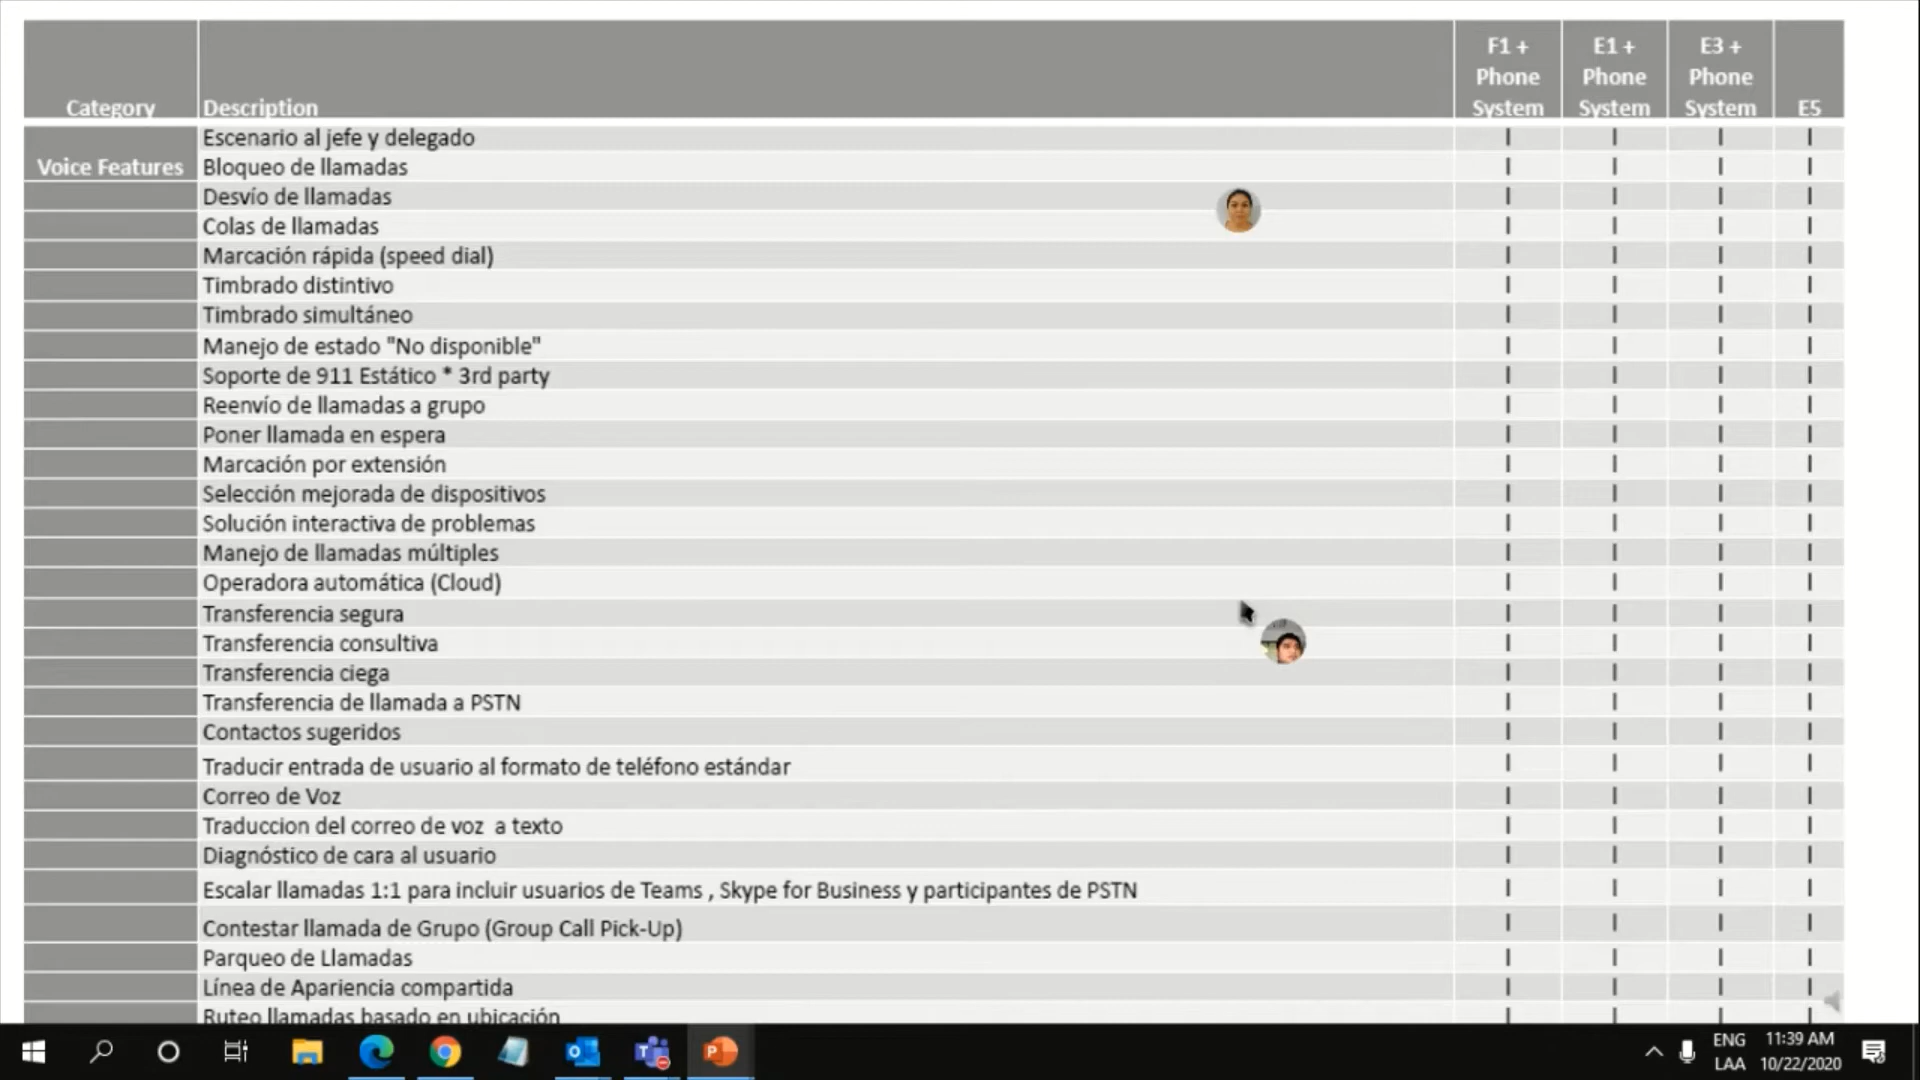 Category Description F1 + Phone System E1 + Phone System E3 + Phone System E5
Escenario al jefe y delegado | | | |
Voice Features Bloqueo de llamadas | | | |
Desvío de llamadas | | | |
Colas de llamadas | | | |
Marcación rápida (speed dial) | | | |
Timbrado distintivo | | | |
Timbrado simultáneo | | | |
Manejo de estado "No disponible" | | | |
Soporte de 911 Estático * 3rd party | | | |
Reenvío de llamadas a grupo | | | |
Poner llamada en espera | | | |
Marcación por extensión | | | |
Selección mejorada de dispositivos | | | |
Solución interactiva de problemas | | | |
Manejo de llamadas múltiples | | | |
Operadora automática (Cloud) | | | |
Transferencia segura | | | |
Transferencia consultiva | | | |
Transferencia ciega | | | |
Transferencia de llamada a PSTN | | | |
Contactos sugeridos | | | |
Traducir entrada de usuario al formato de teléfono estándar | | | |
Correo de Voz | | | |
Traduccion del correo de voz a texto | | | |
Diagnóstico de cara al usuario | | | |
Escalar llamadas 1:1 para incluir usuarios de Teams , Skype for Business y participantes de PSTN | | | |
Contestar llamada de Grupo (Group Call Pick-Up) | | | |
Parqueo de Llamadas | | | |
Línea de Apariencia compartida | | | |
Ruteo llamadas basado en ubicación | | | |
ENG 11:39 AM
LAA 10/22/2020